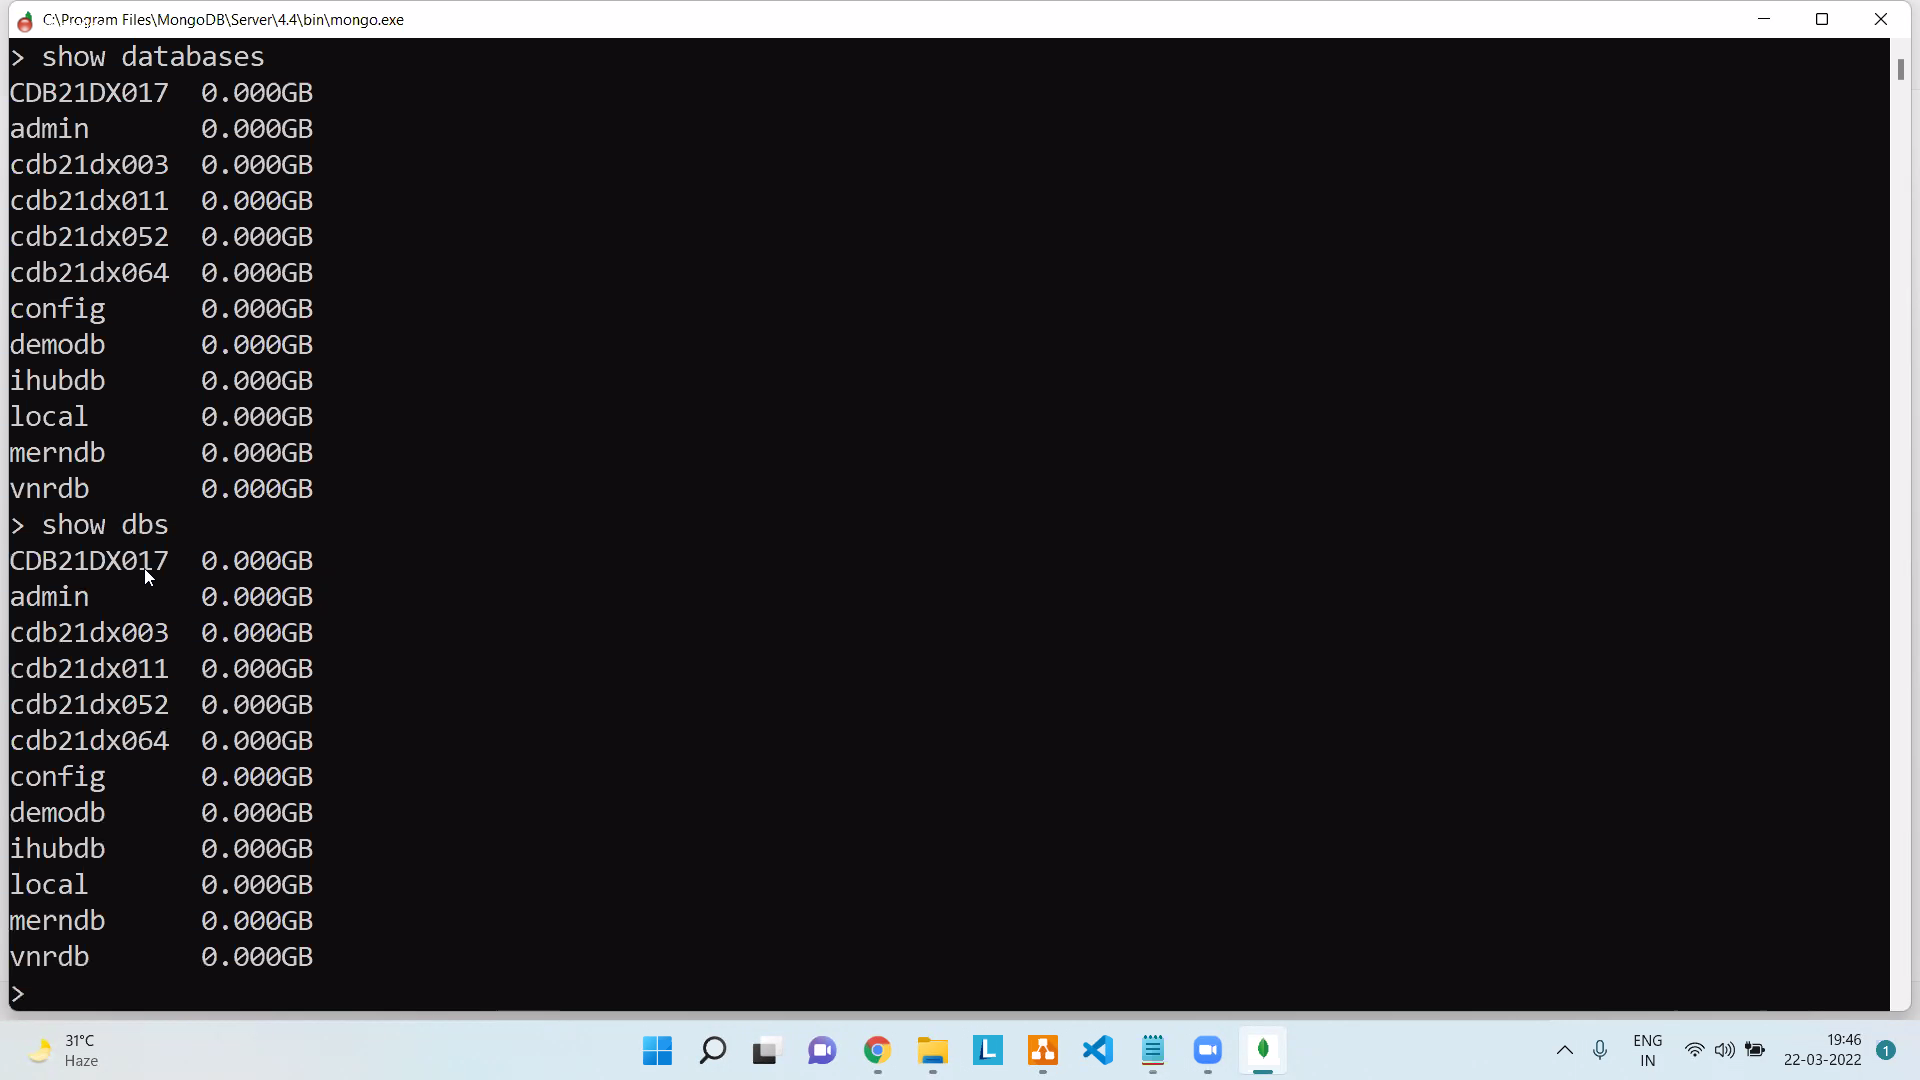 C:\Program Files\MongoDB\Server\4.4\bin\mongo.exe
> show databases
CDB21DX017  0.000GB
admin       0.000GB
cdb21dx003  0.000GB
cdb21dx011  0.000GB
cdb21dx052  0.000GB
cdb21dx064  0.000GB
config      0.000GB
demodb      0.000GB
ihubdb      0.000GB
local       0.000GB
merndb      0.000GB
vnrdb       0.000GB
> show dbs
CDB21DX017  0.000GB
admin       0.000GB
cdb21dx003  0.000GB
cdb21dx011  0.000GB
cdb21dx052  0.000GB
cdb21dx064  0.000GB
config      0.000GB
demodb      0.000GB
ihubdb      0.000GB
local       0.000GB
merndb      0.000GB
vnrdb       0.000GB
>
31°C
Haze
L
ENG
IN
19:46
22-03-2022
1